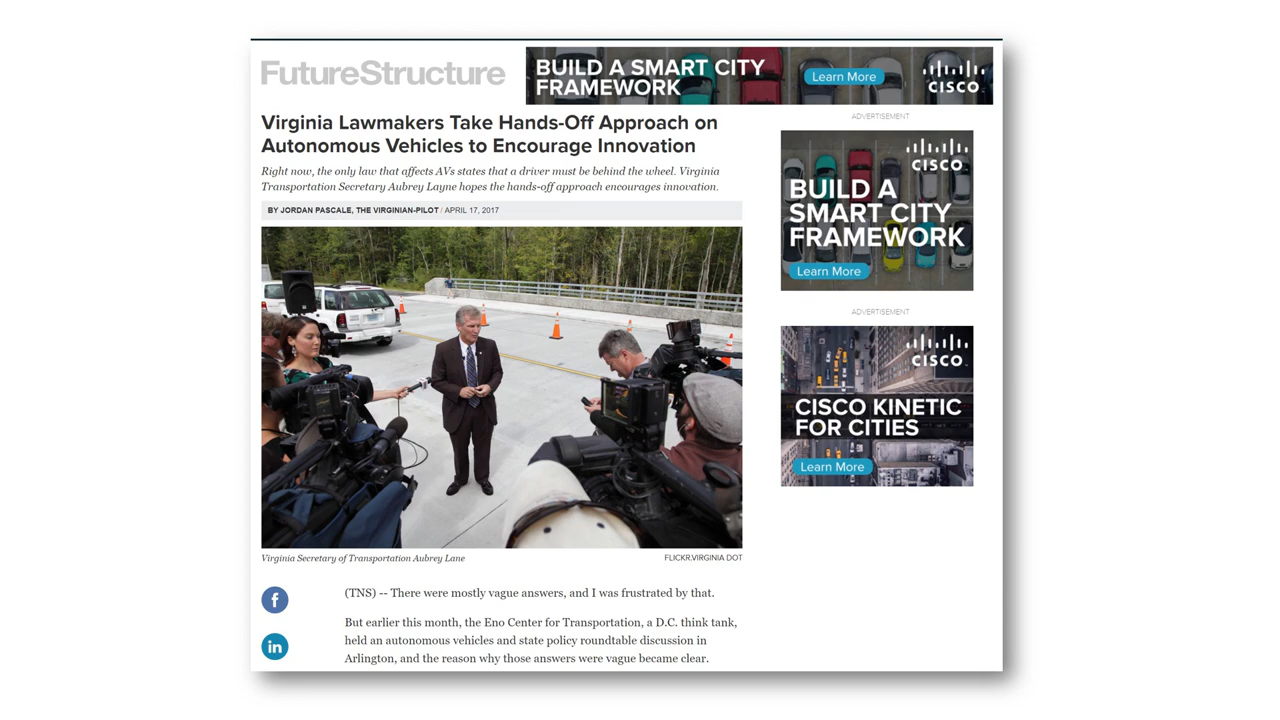 FutureStructure
BUILD A SMART CITY
FRAMEWORK
Learn More
CISCO
Virginia Lawmakers Take Hands-Off Approach on
Autonomous Vehicles to Encourage Innovation
Right now, the only law that affects AVs states that a driver must be behind the wheel. Virginia
Transportation Secretary Aubrey Layne hopes the hands-off approach encourages innovation.
BY JORDAN PASCALE, THE VIRGINIAN-PILOT / APRIL 17, 2017
Virginia Secretary of Transportation Aubrey Lane
FLICKR.VIRGINIA DOT
(TNS) -- There were mostly vague answers, and I was frustrated by that.
But earlier this month, the Eno Center for Transportation, a D.C. think tank,
held an autonomous vehicles and state policy roundtable discussion in
Arlington, and the reason why those answers were vague became clear.
f
in
ADVERTISEMENT
CISCO
BUILD A
SMART CITY
FRAMEWORK
Learn More
ADVERTISEMENT
CISCO
CISCO KINETIC
FOR CITIES
Learn More